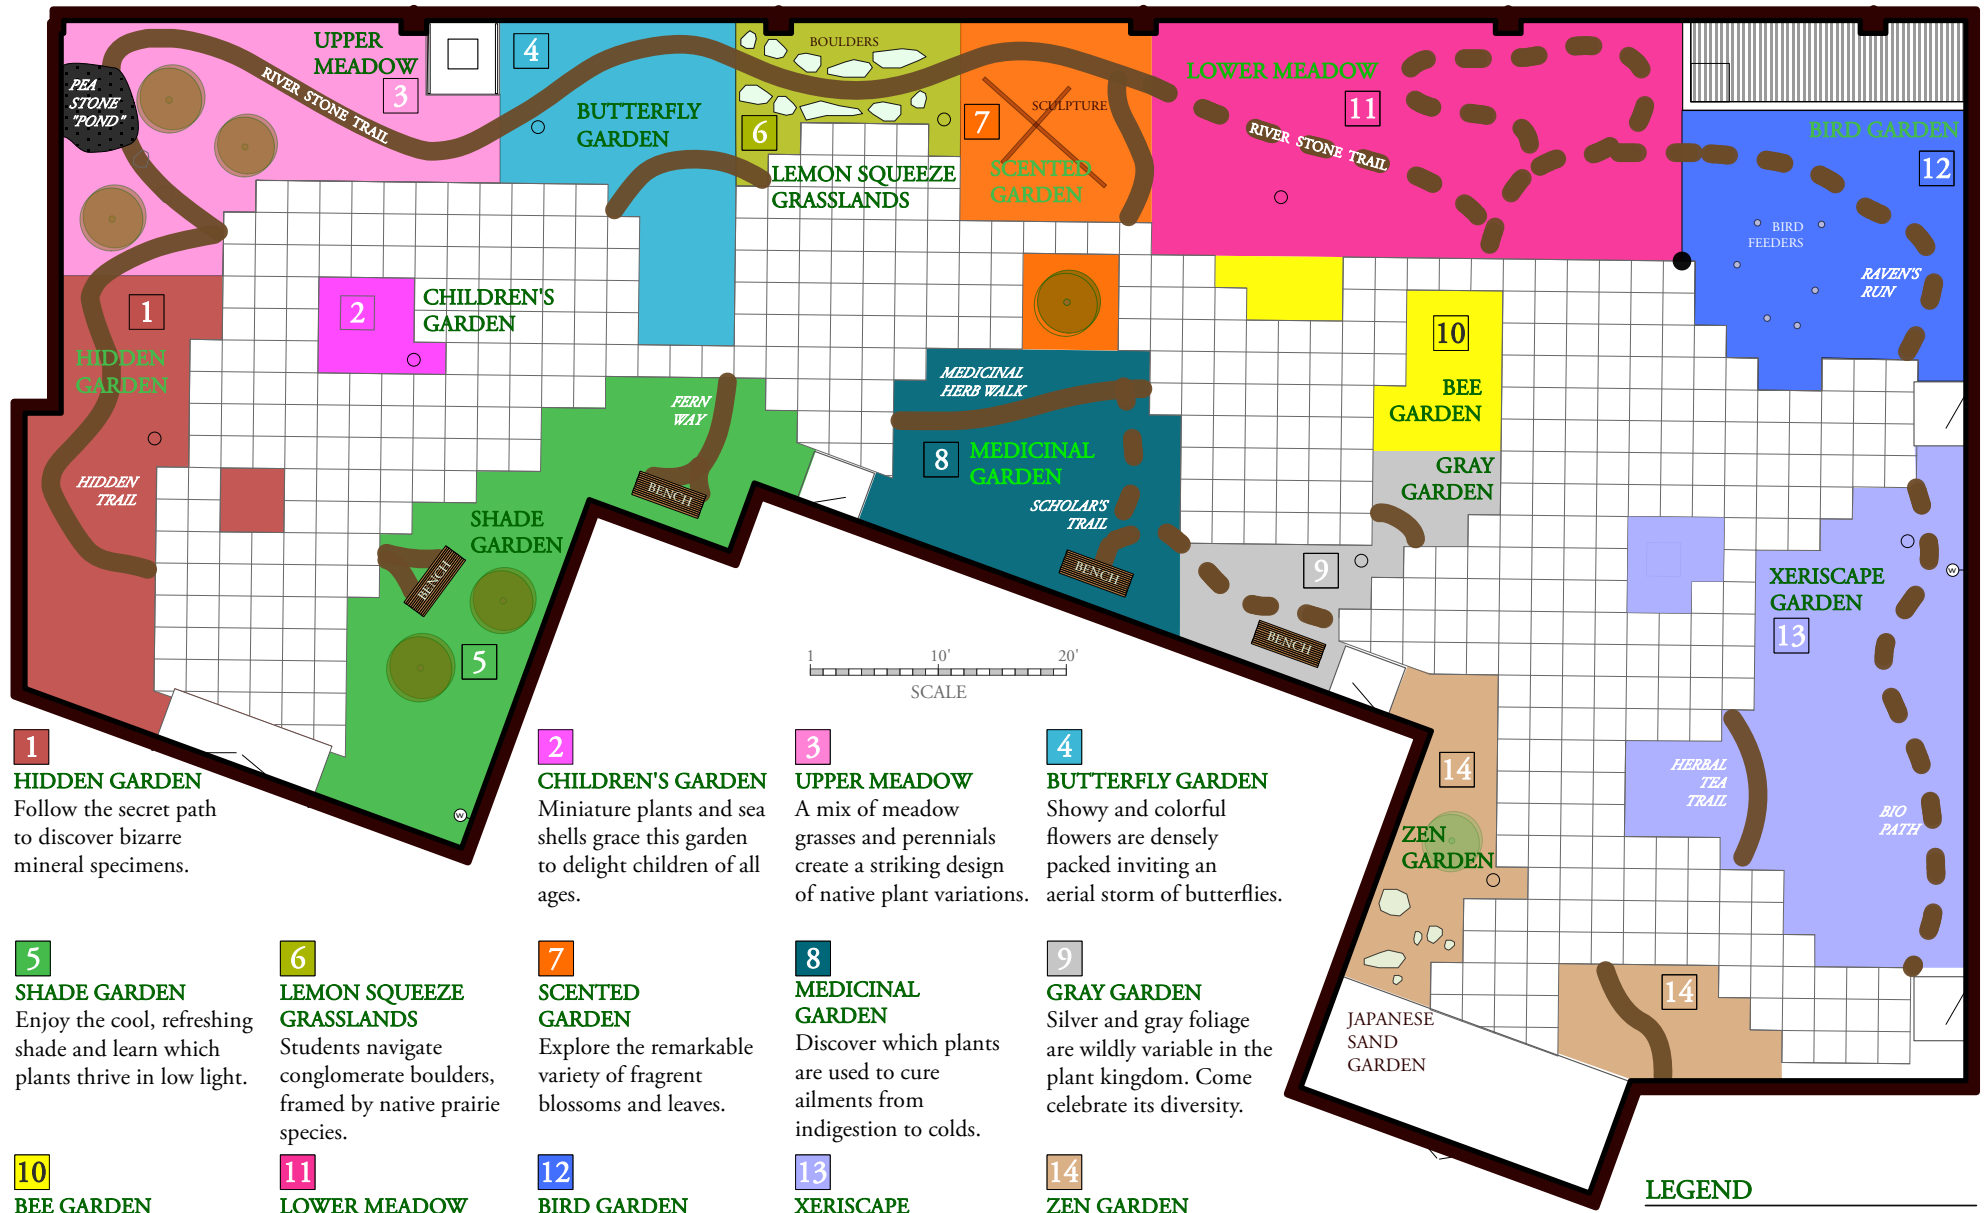 UPPER
MEADOW
3
PEA
STONE
"POND"
RIVER STONE TRAIL
4
BUTTERFLY
GARDEN
BOULDERS
6
LEMON SQUEEZE
GRASSLANDS
7
SCULPTURE
SCENTED
GARDEN
LOWER MEADOW
11
RIVER STONE TRAIL
BIRD GARDEN
12
BIRD
FEEDERS
RAVEN'S
RUN
1
HIDDEN
GARDEN
HIDDEN
TRAIL
2
CHILDREN'S
GARDEN
FERN
WAY
BENCH
SHADE
GARDEN
BENCH
5
W
MEDICINAL
HERB WALK
8
MEDICINAL
GARDEN
SCHOLAR'S
TRAIL
BENCH
10
BEE
GARDEN
GRAY
GARDEN
9
BENCH
XERISCAPE
GARDEN
13
W
HERBAL
TEA
TRAIL
BIO
PATH
14
ZEN
GARDEN
14
JAPANESE
SAND
GARDEN
1 10' 20'
SCALE
1
HIDDEN GARDEN
Follow the secret path
to discover bizarre
mineral specimens.
2
CHILDREN'S GARDEN
Miniature plants and sea
shells grace this garden
to delight children of all
ages.
3
UPPER MEADOW
A mix of meadow
grasses and perennials
create a striking design
of native plant variations.
4
BUTTERFLY GARDEN
Showy and colorful
flowers are densely
packed inviting an
aerial storm of butterflies.
5
SHADE GARDEN
Enjoy the cool, refreshing
shade and learn which
plants thrive in low light.
6
LEMON SQUEEZE
GRASSLANDS
Students navigate
conglomerate boulders,
framed by native prairie
species.
7
SCENTED
GARDEN
Explore the remarkable
variety of fragrent
blossoms and leaves.
8
MEDICINAL
GARDEN
Discover which plants
are used to cure
ailments from
indigestion to colds.
9
GRAY GARDEN
Silver and gray foliage
are wildly variable in the
plant kingdom. Come
celebrate its diversity.
10
BEE GARDEN
11
LOWER MEADOW
12
BIRD GARDEN
13
XERISCAPE
14
ZEN GARDEN
LEGEND